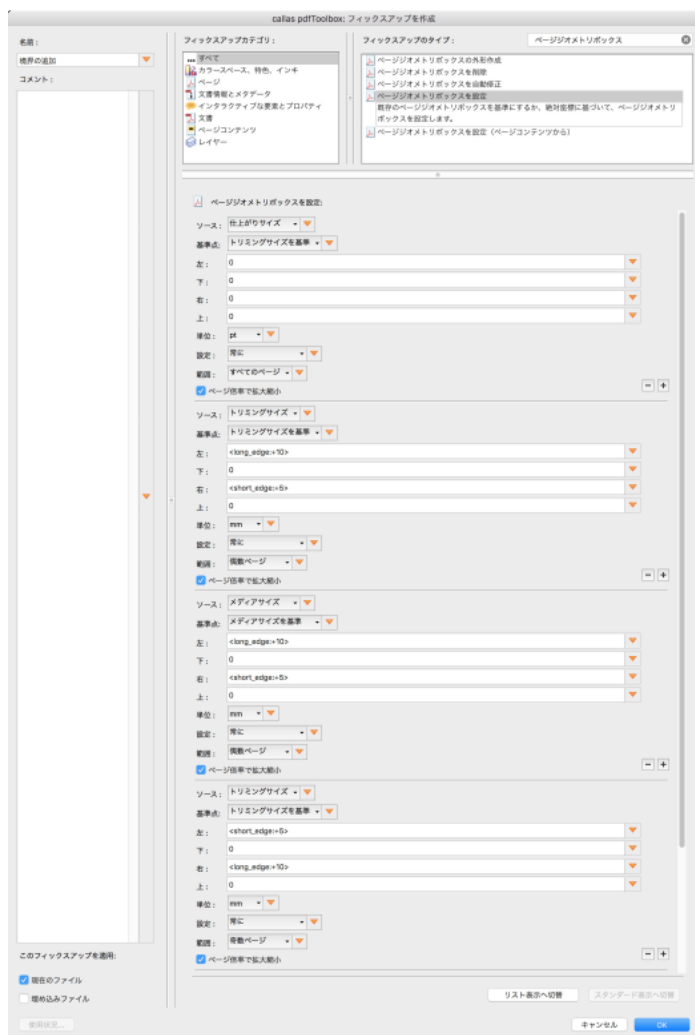 callas pdfToolbox: フィックスアップを作成
名前：
境界の追加
コメント：
フィックスアップカテゴリ：
すべて
カラースペース、特色、インキ
ページ
文書情報とメタデータ
インタラクティブな要素とプロパティ
文書
ページコンテンツ
レイヤー
フィックスアップのタイプ：
ページジオメトリボックス
ページジオメトリボックスの外形作成
ページジオメトリボックスを削除
ページジオメトリボックスを自動修正
ページジオメトリボックスを設定
既存のページジオメトリボックスを基準にするか、絶対座標に基づいて、ページジオメトリ
ボックスを設定します。
ページジオメトリボックスを設定（ページコンテンツから）
ページジオメトリボックスを設定:
ソース： 仕上がりサイズ
基準点: トリミングサイズを基準
左： 0
下： 0
右： 0
上： 0
単位： pt
設定： 常に
範囲： すべてのページ
ページ倍率で拡大縮小
ソース： トリミングサイズ
基準点: トリミングサイズを基準
左： <long_edge:+10>
下： 0
右： <short_edge:+5>
上： 0
単位： mm
設定： 常に
範囲： 偶数ページ
ページ倍率で拡大縮小
ソース： メディアサイズ
基準点: メディアサイズを基準
左： <long_edge:+10>
下： 0
右： <short_edge:+5>
上： 0
単位： mm
設定： 常に
範囲： 偶数ページ
ページ倍率で拡大縮小
ソース： トリミングサイズ
基準点: トリミングサイズを基準
左： <short_edge:+5>
下： 0
右： <long_edge:+10>
上： 0
単位： mm
設定： 常に
範囲： 奇数ページ
ページ倍率で拡大縮小
このフィックスアップを適用:
現在のファイル
埋め込みファイル
使用状況...
リスト表示へ切替
スタンダード表示へ切替
キャンセル
OK